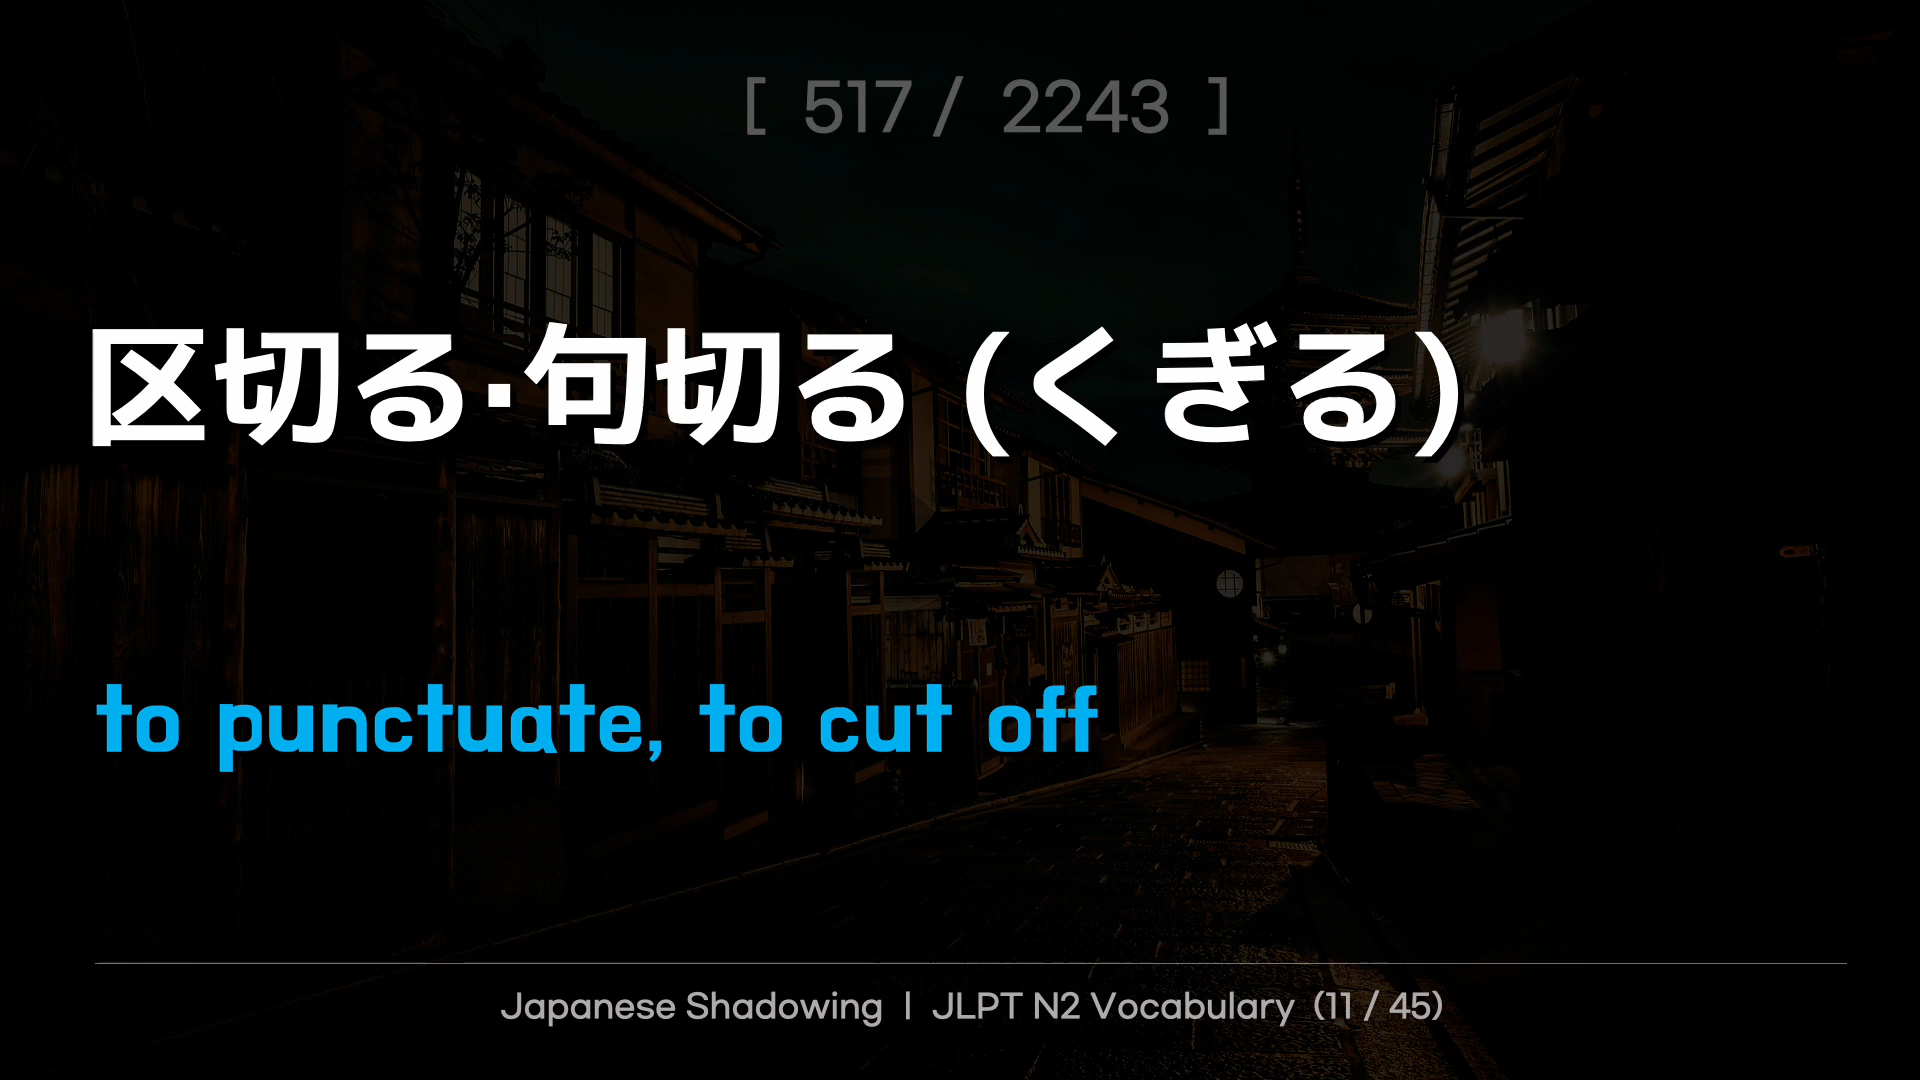 [ 517 / 2243 ]
区切る·句切る (くぎる)
to punctuate, to cut off
Japanese Shadowing | JLPT N2 Vocabulary (11 / 45)